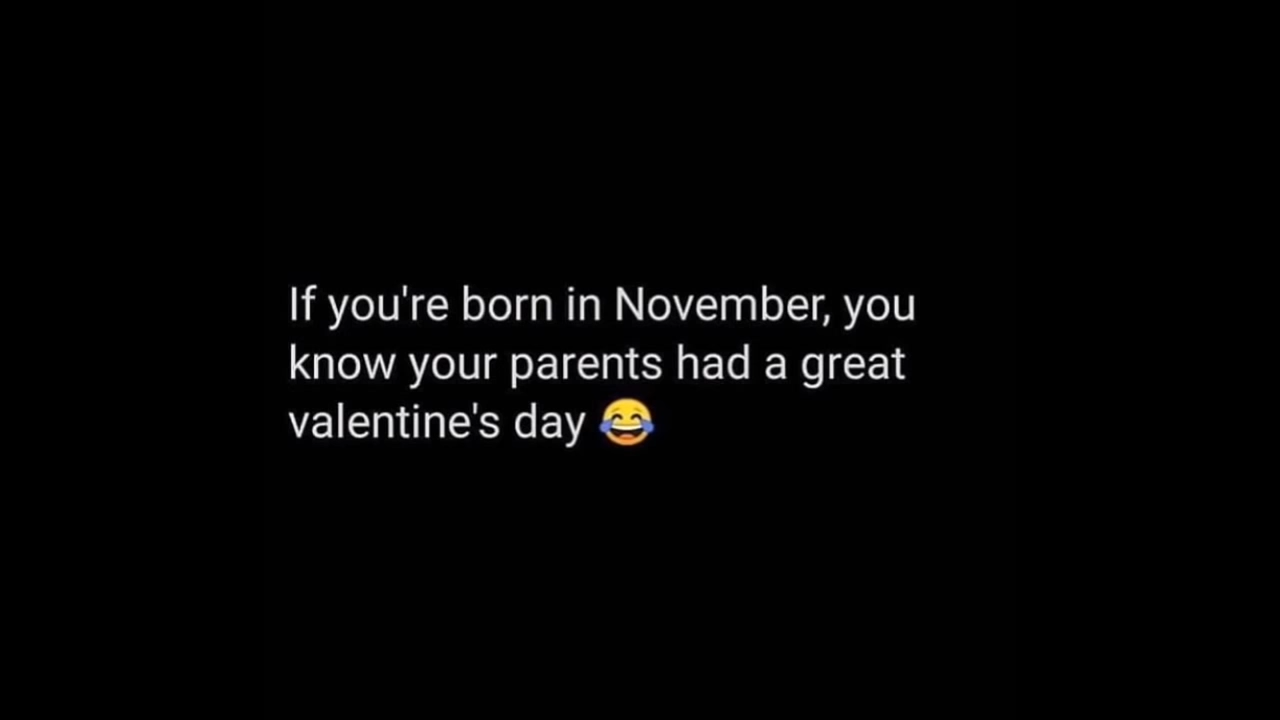 If you're born in November, you
know your parents had a great
valentine's day 😂